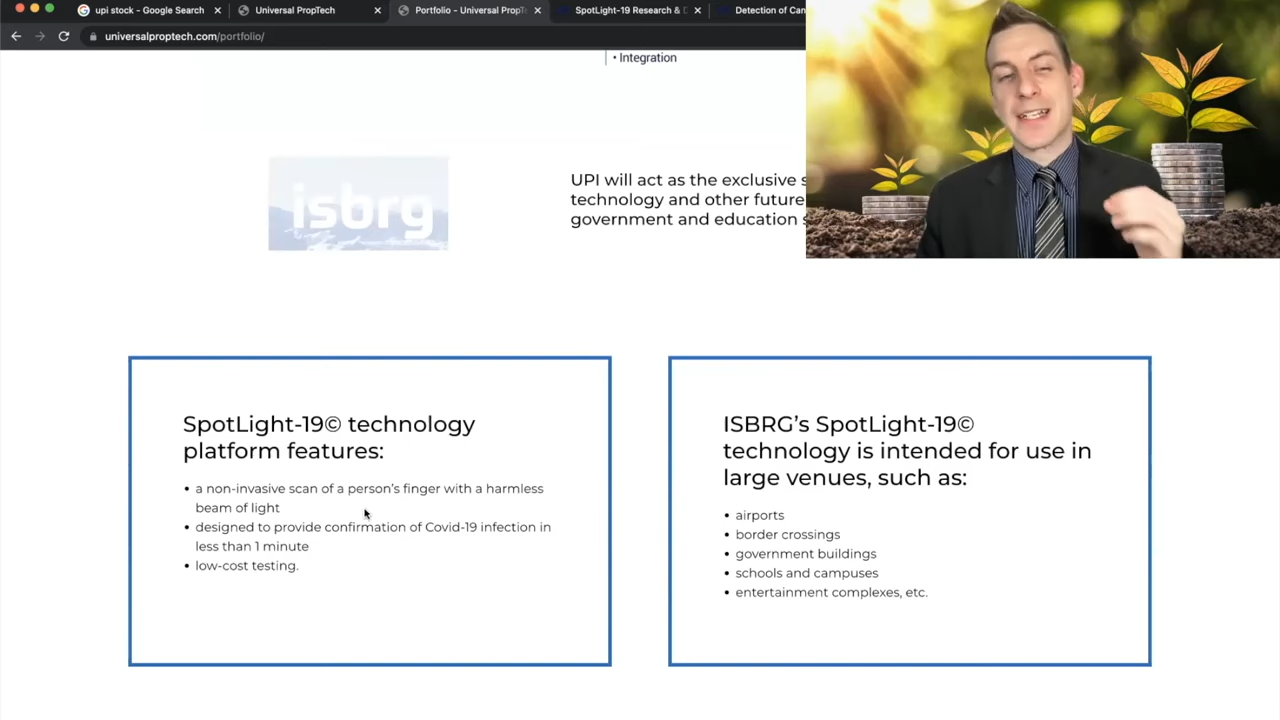 upi stock - Google Search
Universal PropTech
Portfolio - Universal PropT
SpotLight-19 Research & D
Detection of Can
universalproptech.com/portfolio/
• Integration
isbrg
UPI will act as the exclusive s
technology and other future
government and education s
SpotLight-19© technology
platform features:
• a non-invasive scan of a person's finger with a harmless
beam of light
• designed to provide confirmation of Covid-19 infection in
less than 1 minute
• low-cost testing.
ISBRG's SpotLight-19©
technology is intended for use in
large venues, such as:
• airports
• border crossings
• government buildings
• schools and campuses
• entertainment complexes, etc.